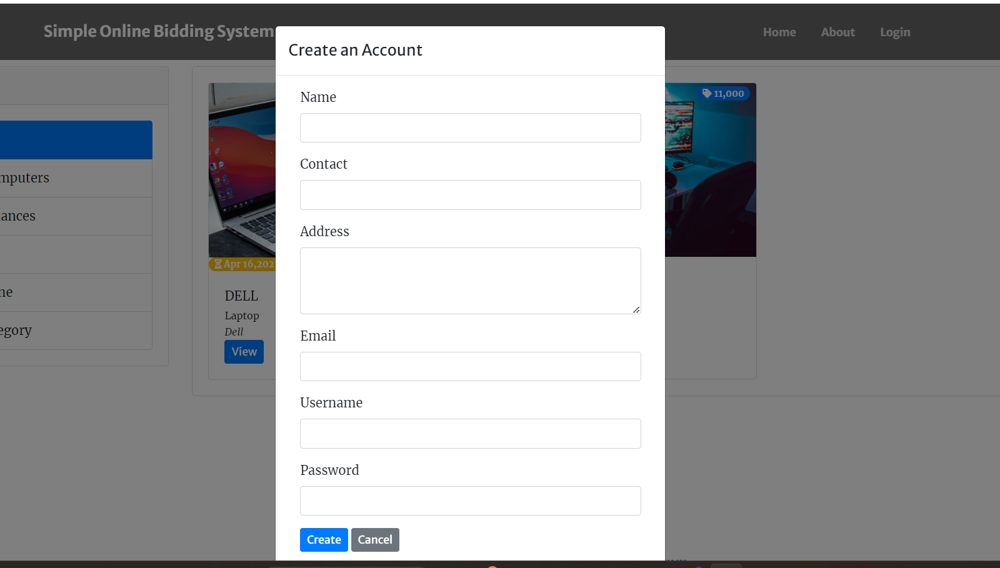 Simple Online Bidding System
Home
About
Login
Create an Account
Name
Contact
Address
Email
Username
Password
Create
Cancel
mputers
ances
ne
egory
Apr 16,202
DELL
Laptop
Dell
View
11,000